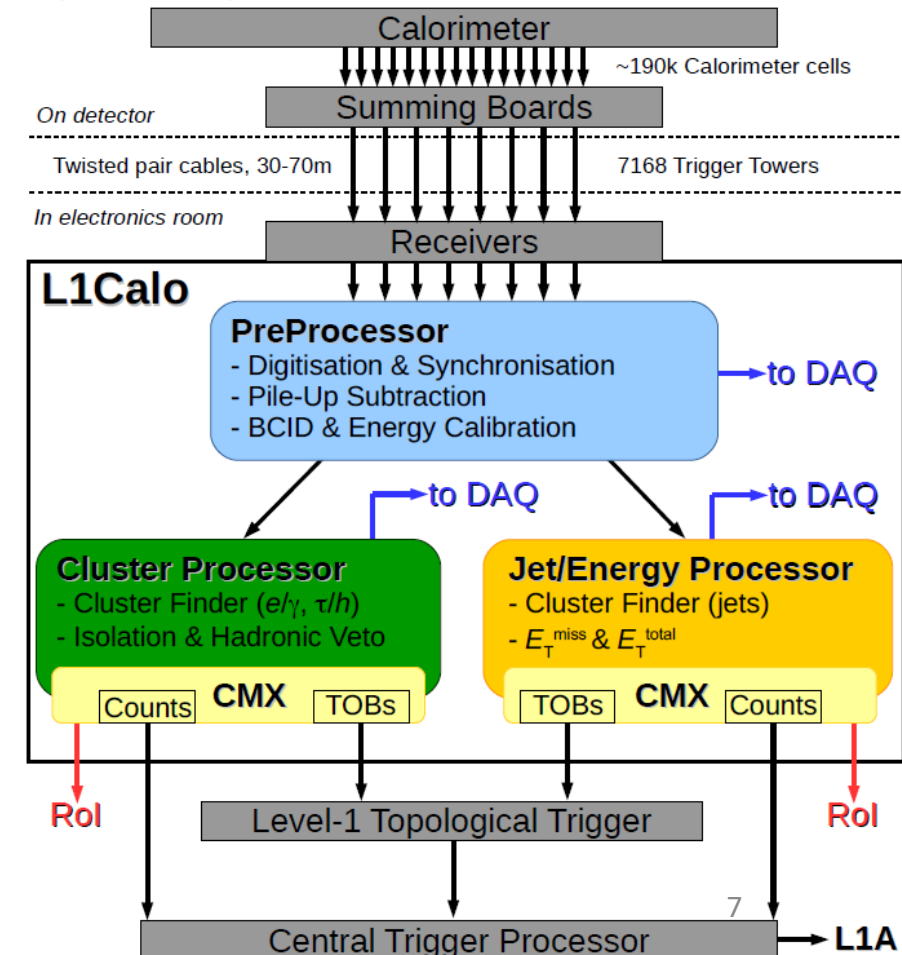 Calorimeter
~190k Calorimeter cells
Summing Boards
On detector
Twisted pair cables, 30-70m
7168 Trigger Towers
In electronics room
Receivers
L1Calo
PreProcessor
- Digitisation & Synchronisation
- Pile-Up Subtraction
- BCID & Energy Calibration
to DAQ
to DAQ
to DAQ
Cluster Processor
- Cluster Finder (e/γ, τ/h)
- Isolation & Hadronic Veto
Counts CMX TOBs
Jet/Energy Processor
- Cluster Finder (jets)
- E_T^miss & E_T^total
TOBs CMX Counts
RoI
RoI
Level-1 Topological Trigger
7
Central Trigger Processor
L1A